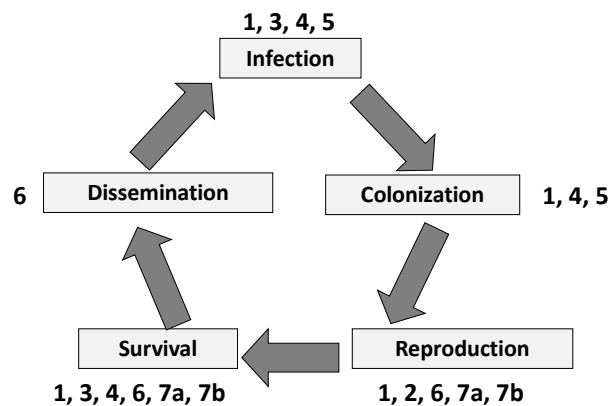 1, 3, 4, 5
Infection
6
Dissemination
Colonization
1, 4, 5
Survival
Reproduction
1, 3, 4, 6, 7a, 7b
1, 2, 6, 7a, 7b